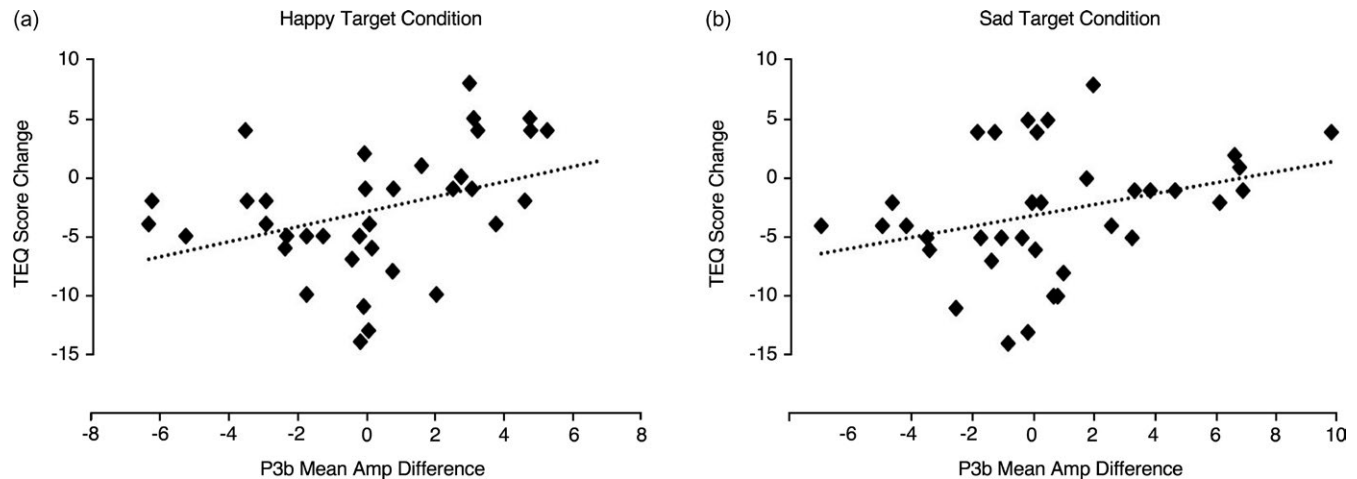 (a) Happy Target Condition
10
5
0
-5
-10
-15
TEQ Score Change
-8 -6 -4 -2 0 2 4 6 8
P3b Mean Amp Difference
(b) Sad Target Condition
10
5
0
-5
-10
-15
TEQ Score Change
-6 -4 -2 0 2 4 6 8 10
P3b Mean Amp Difference